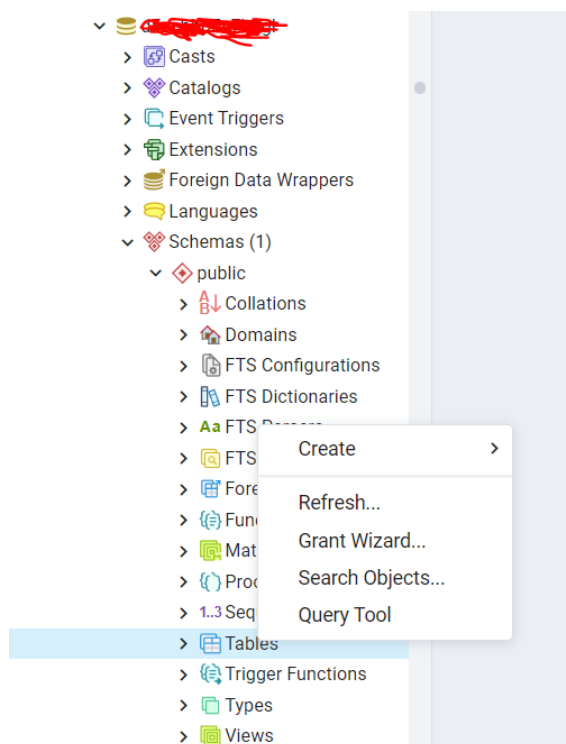 Casts
Catalogs
Event Triggers
Extensions
Foreign Data Wrappers
Languages
Schemas (1)
public
A
B Collations
Domains
FTS Configurations
FTS Dictionaries
Aa FTS Parsers
Create
FTS
Fore
Refresh...
Func
Grant Wizard...
Mat
Search Objects...
Proc
1..3 Seq
Query Tool
Tables
Trigger Functions
Types
Views